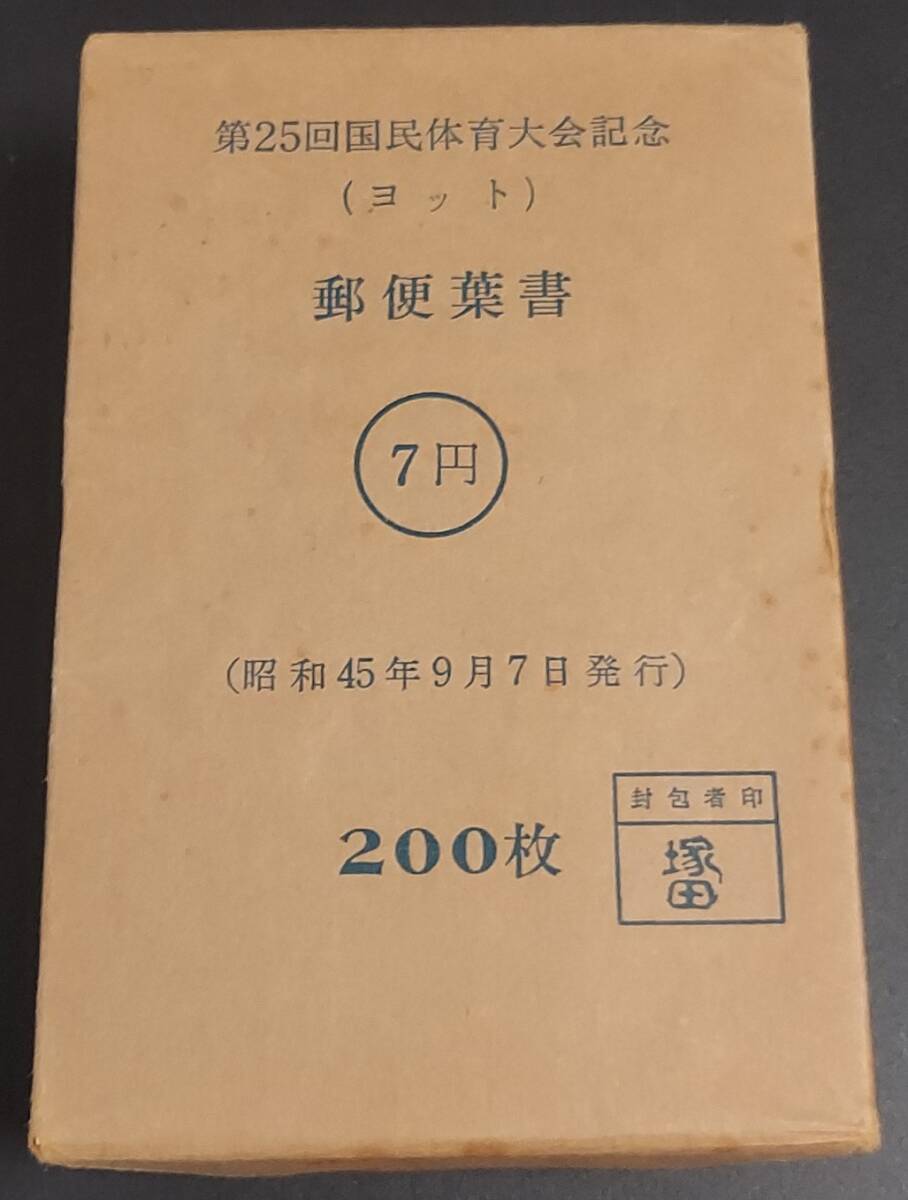 第25回国民体育大会記念
(ヨット)
郵便葉書
7円
(昭和45年9月7日発行)
200枚
封包者印
塚田